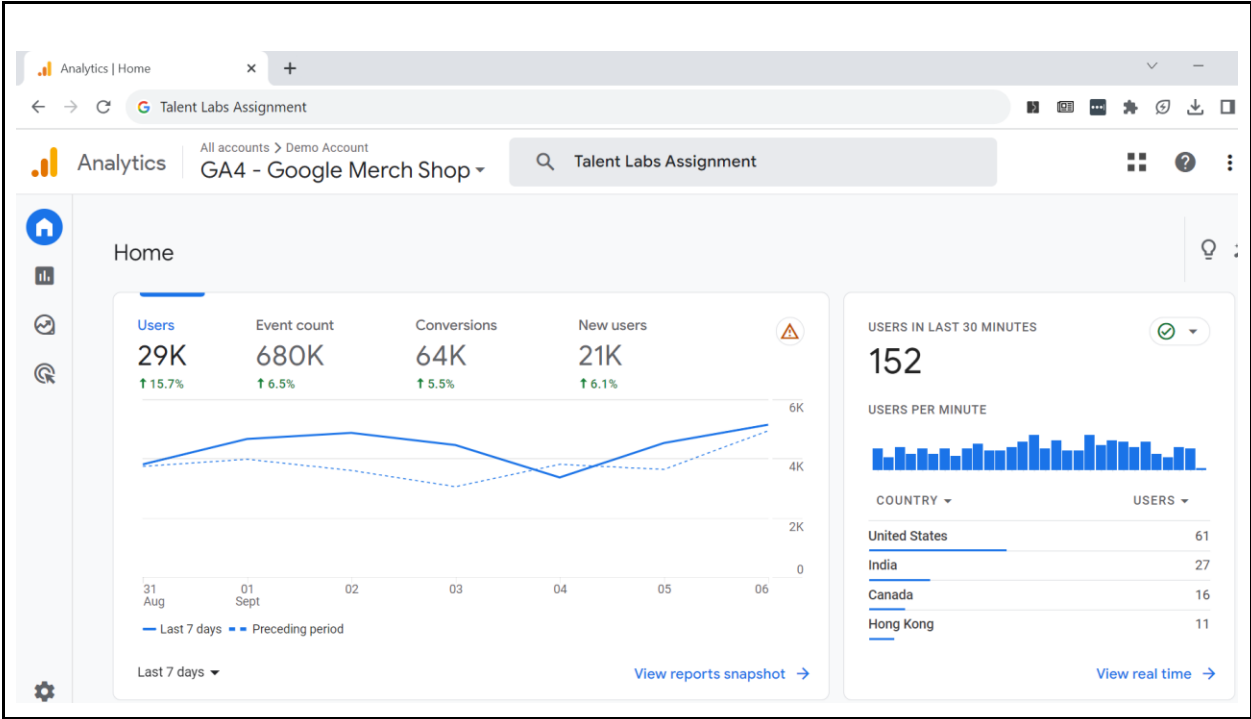 Analytics | Home
Talent Labs Assignment
Analytics
All accounts > Demo Account
GA4 - Google Merch Shop
Talent Labs Assignment
Home
Users Event count Conversions New users
29K 680K 64K 21K
↑ 15.7% ↑ 6.5% ↑ 5.5% ↑ 6.1%
6K
4K
2K
0
31 01 02 03 04 05 06
Aug Sept
Last 7 days Preceding period
Last 7 days
View reports snapshot →
USERS IN LAST 30 MINUTES
152
USERS PER MINUTE
COUNTRY USERS
United States 61
India 27
Canada 16
Hong Kong 11
View real time →